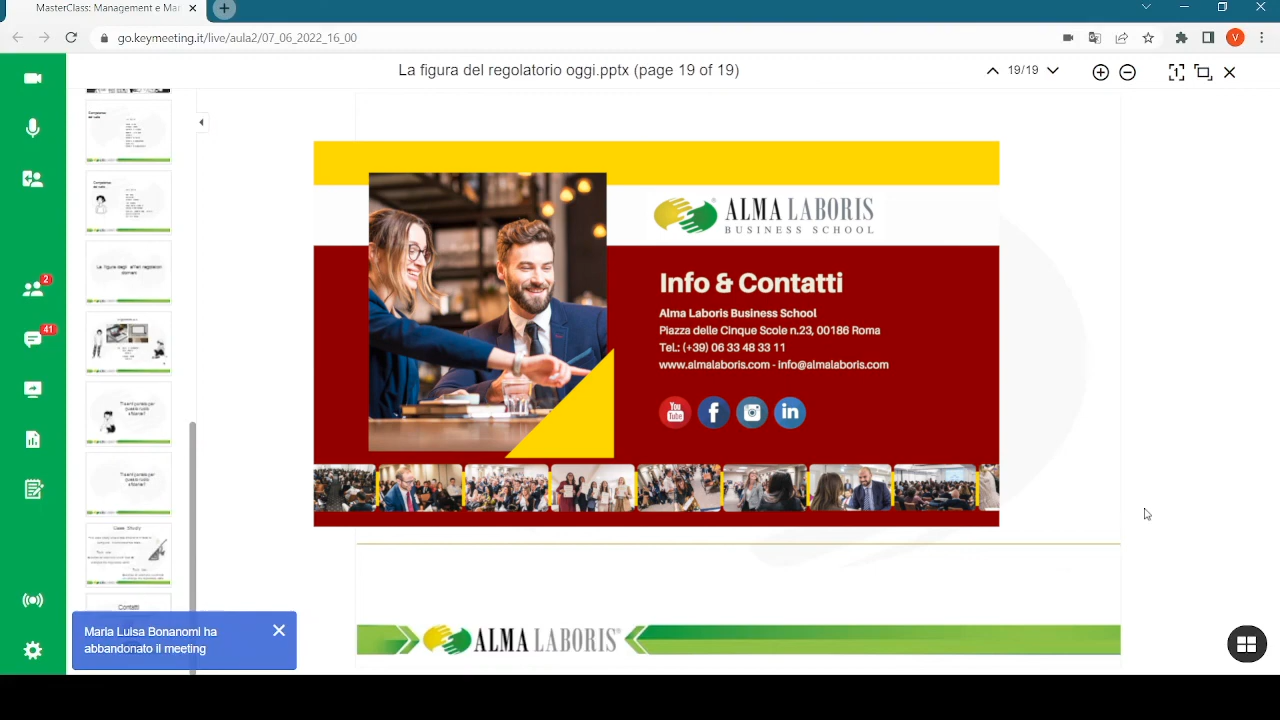 MasterClass: Management e Ma
go.keymeeting.it/live/aula2/07_06_2022_16_00
V
La figura del regolatorio oggi.pptx (page 19 of 19)
19/19
2
41
ALMA LABORIS
BUSINESS SCHOOL
Info & Contatti
Alma Laboris Business School
Piazza delle Cinque Scole n.23, 00186 Roma
Tel.: (+39) 06 33 48 33 11
www.almalaboris.com - info@almalaboris.com
You
Tube
f
in
Case Study
Contatti
Maria Luisa Bonanomi ha
abbandonato il meeting
ALMA LABORIS®